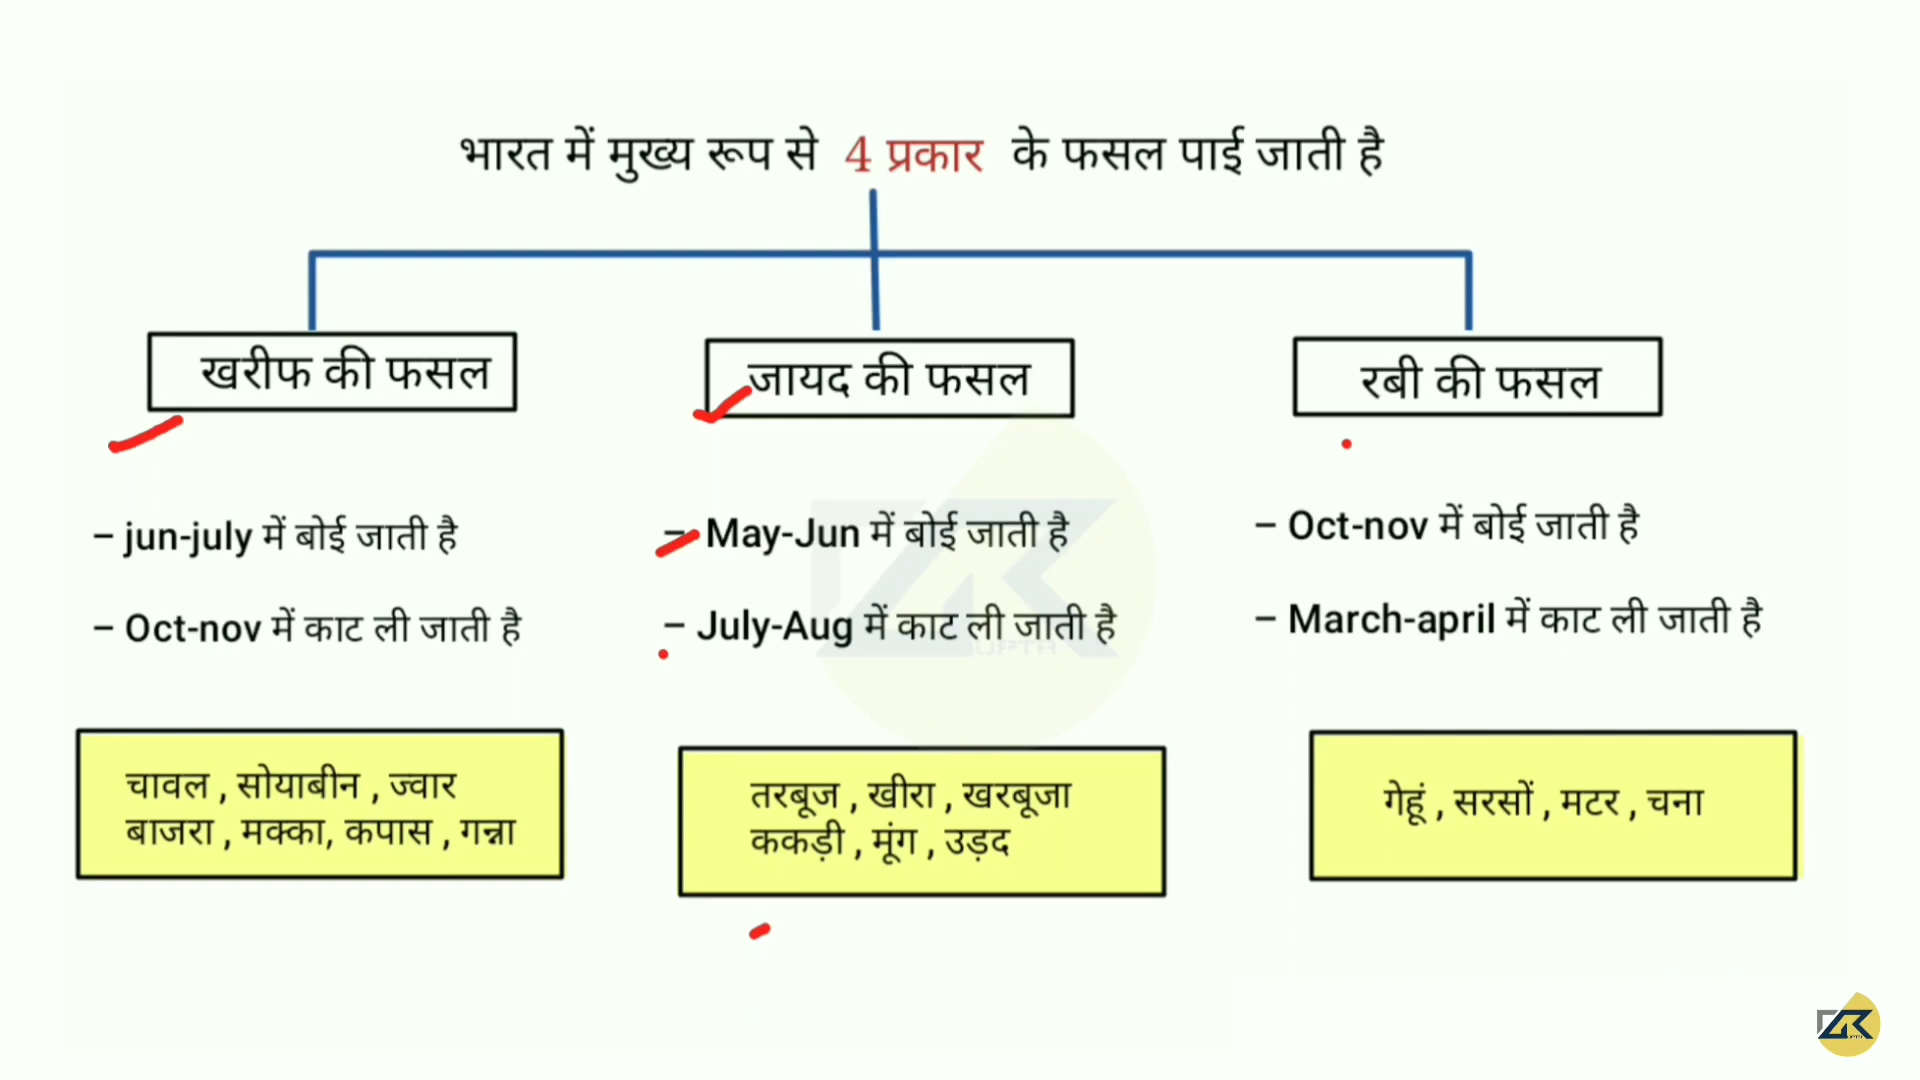 भारत में मुख्य रूप से 4 प्रकार के फसल पाई जाती है
खरीफ की फसल
– jun-july में बोई जाती है
– Oct-nov में काट ली जाती है
चावल , सोयाबीन , ज्वार
बाजरा , मक्का, कपास , गन्ना
जायद की फसल
– May-Jun में बोई जाती है
– July-Aug में काट ली जाती है
तरबूज , खीरा , खरबूजा
ककड़ी , मूंग , उड़द
रबी की फसल
– Oct-nov में बोई जाती है
– March-april में काट ली जाती है
गेहूं , सरसों , मटर , चना